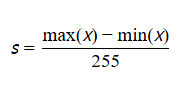 s = max(x) − min(x) / 255